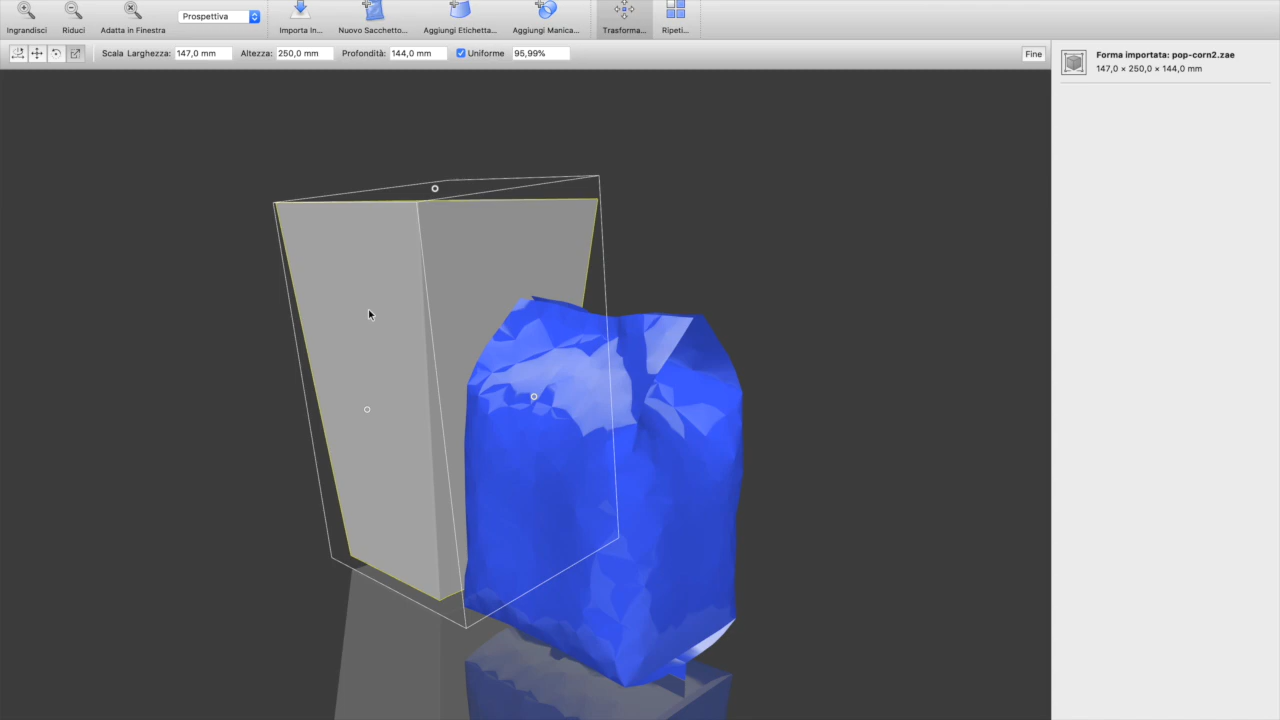 Prospettiva
Ingrandisci Riduci Adatta in Finestra Importa In... Nuovo Sacchetto... Aggiungi Etichetta... Aggiungi Manica... Trasforma... Ripeti...
Scala Larghezza: 147,0 mm Altezza: 250,0 mm Profondità: 144,0 mm Uniforme 95,99% Fine
Forma importata: pop-corn2.zae
147,0 × 250,0 × 144,0 mm